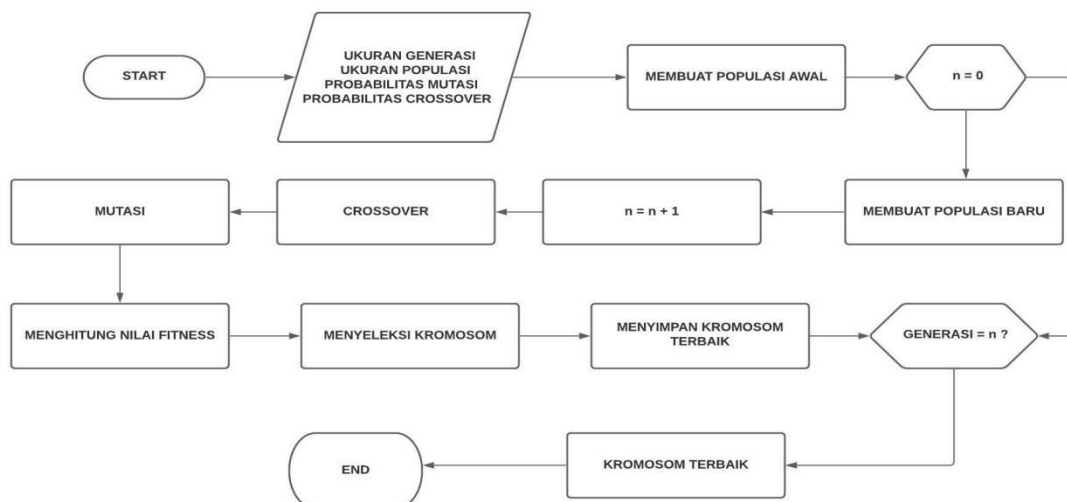 START
UKURAN GENERASI
UKURAN POPULASI
PROBABILITAS MUTASI
PROBABILITAS CROSSOVER
MEMBUAT POPULASI AWAL
n = 0
MUTASI
CROSSOVER
n = n + 1
MEMBUAT POPULASI BARU
MENGHITUNG NILAI FITNESS
MENYELEKSI KROMOSOM
MENYIMPAN KROMOSOM
TERBAIK
GENERASI = n ?
END
KROMOSOM TERBAIK